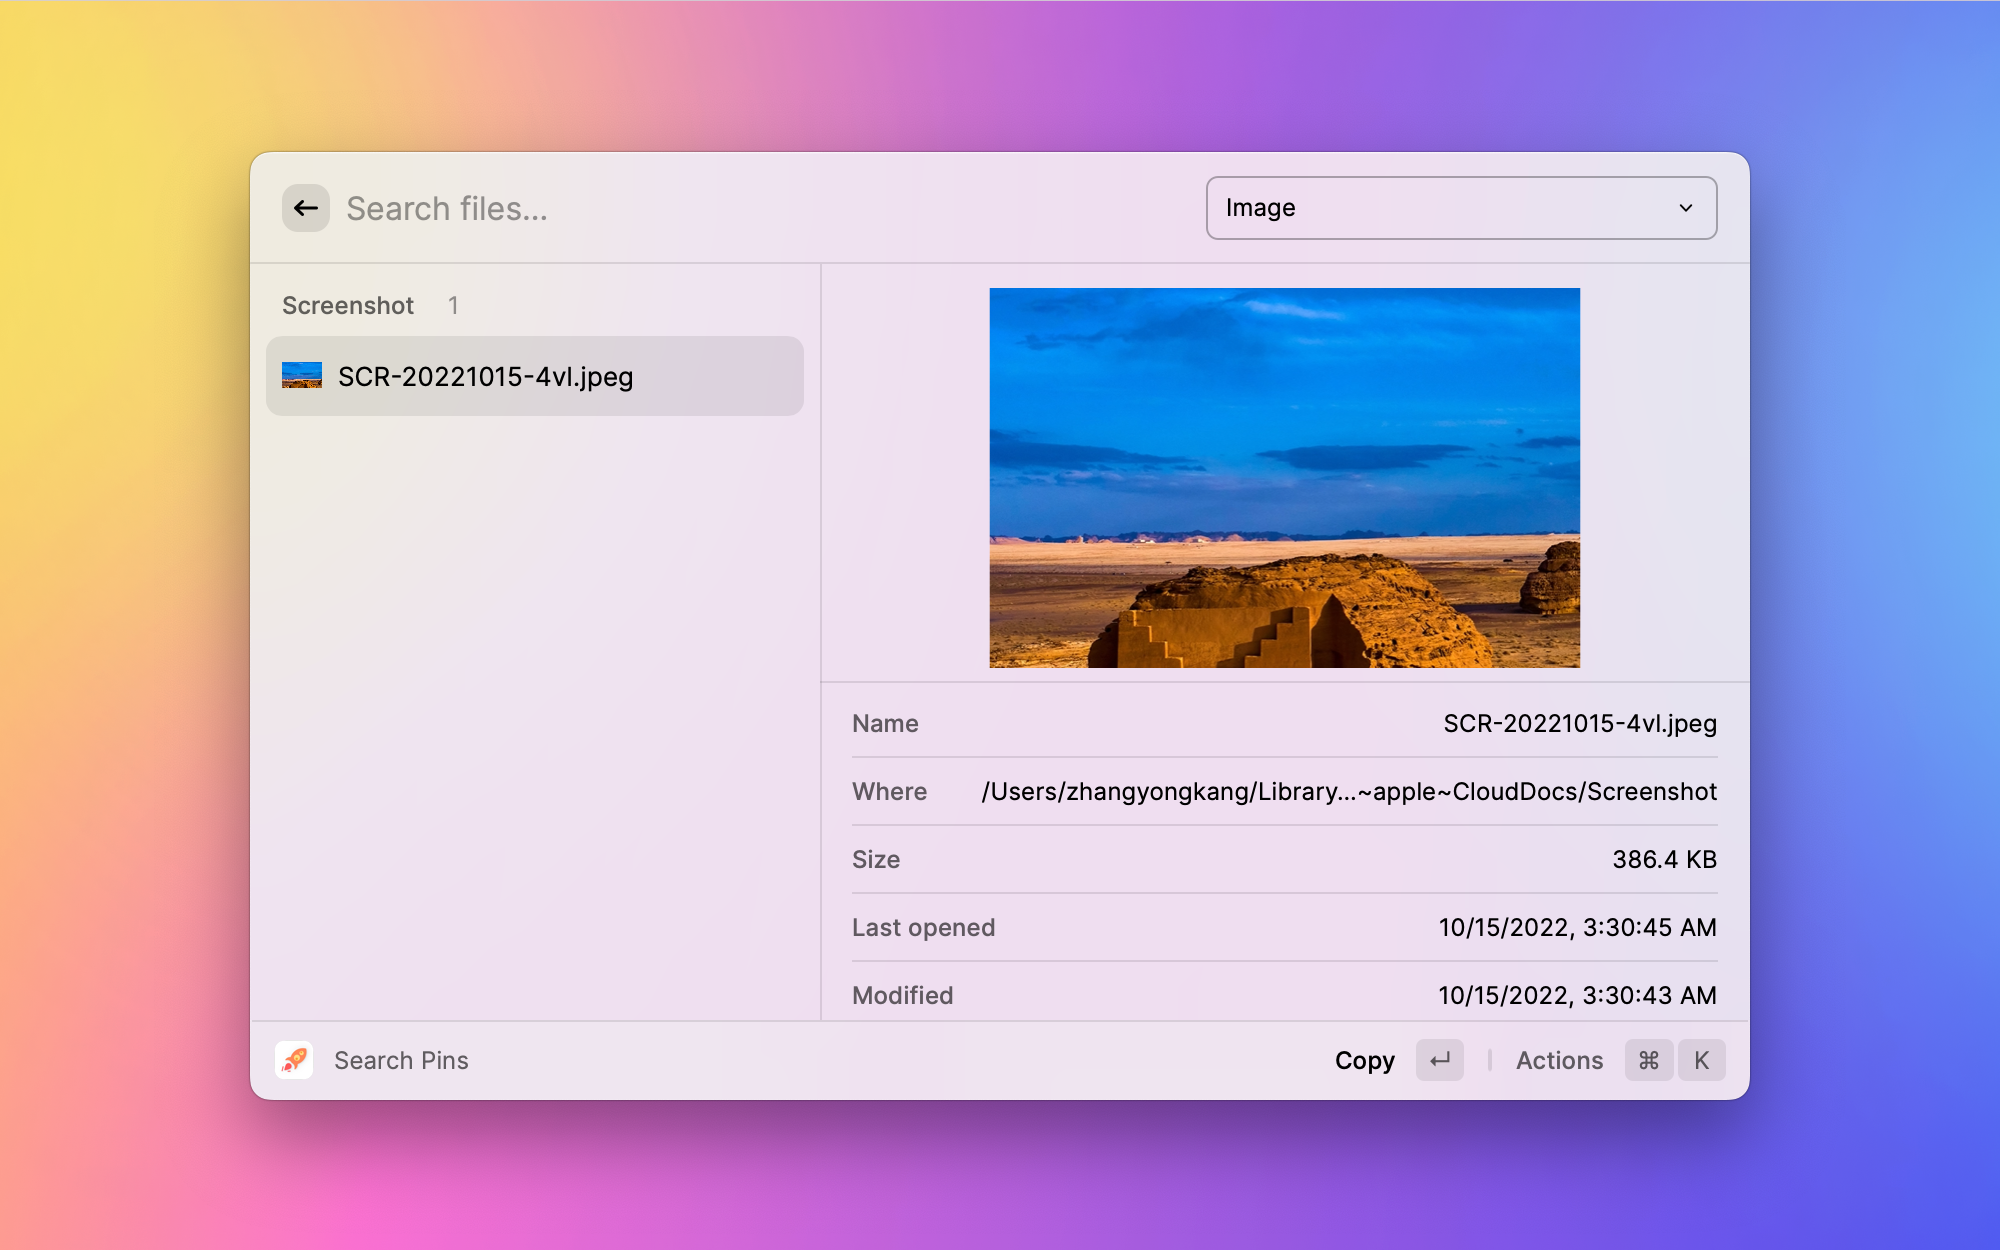 Search files...
Image
Screenshot 1
SCR-20221015-4vl.jpeg
Name SCR-20221015-4vl.jpeg
Where /Users/zhangyongkang/Library...~apple~CloudDocs/Screenshot
Size 386.4 KB
Last opened 10/15/2022, 3:30:45 AM
Modified 10/15/2022, 3:30:43 AM
Search Pins Copy Actions ⌘ K